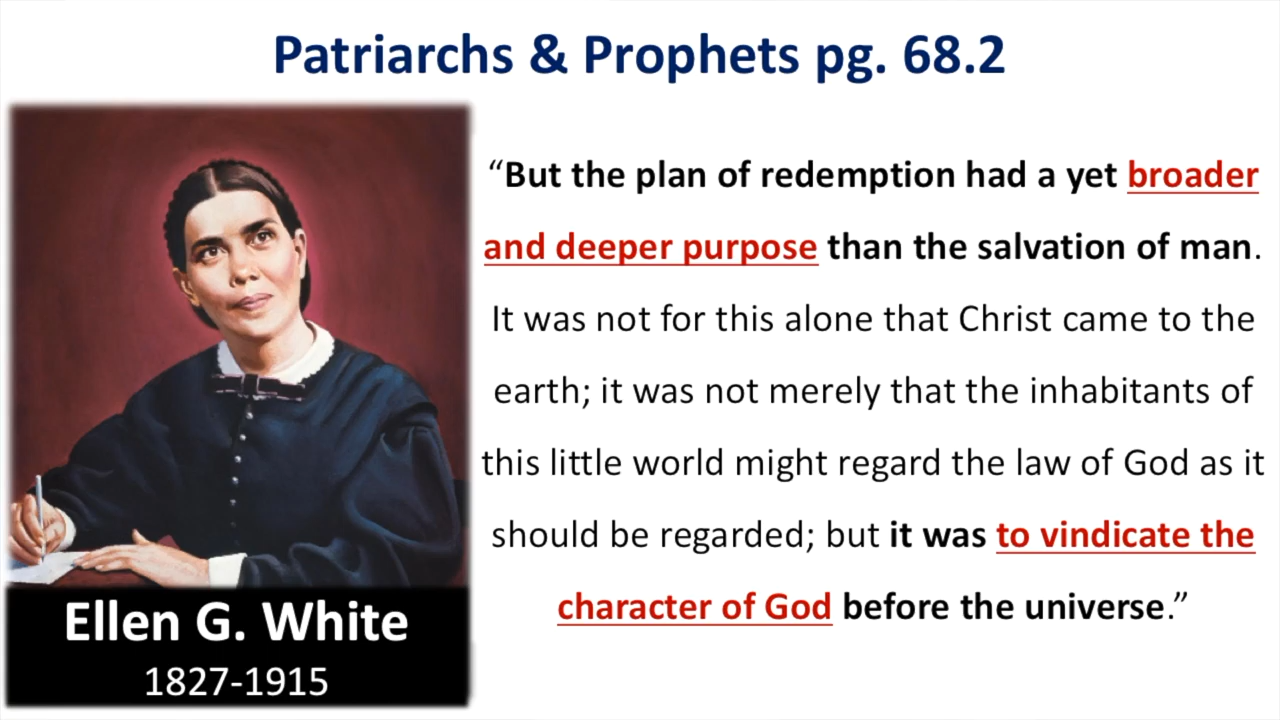 Patriarchs & Prophets pg. 68.2
“But the plan of redemption had a yet broader
and deeper purpose than the salvation of man.
It was not for this alone that Christ came to the
earth; it was not merely that the inhabitants of
this little world might regard the law of God as it
should be regarded; but it was to vindicate the
character of God before the universe.”
Ellen G. White
1827-1915